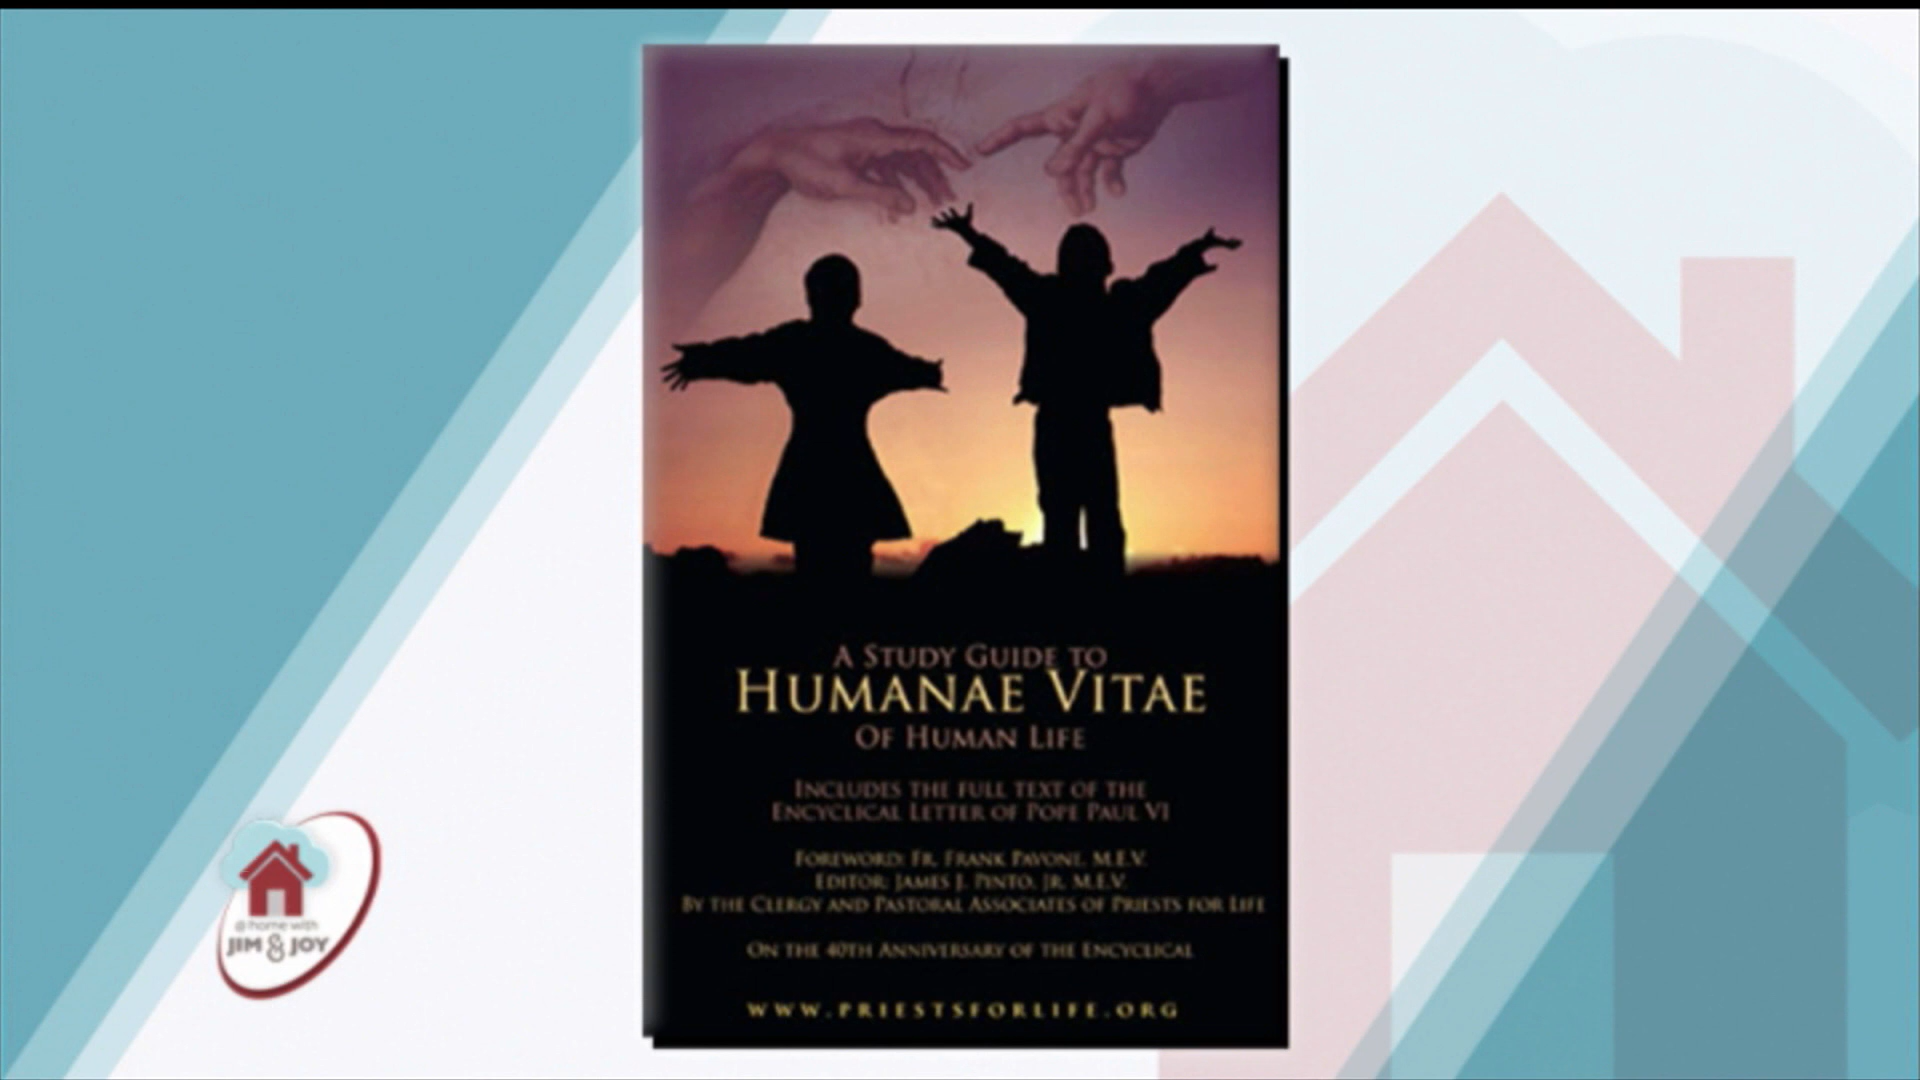 A STUDY GUIDE TO
HUMANAE VITAE
OF HUMAN LIFE
INCLUDES THE FULL TEXT OF THE
ENCYCLICAL LETTER OF POPE PAUL VI
FOREWORD: FR. FRANK PAVONE, M.E.V.
EDITOR: JAMES J. PINTO, JR. M.E.V.
BY THE CLERGY AND PASTORAL ASSOCIATES OF PRIESTS FOR LIFE
ON THE 40TH ANNIVERSARY OF THE ENCYCLICAL
WWW.PRIESTSFORLIFE.ORG
@ home with
JIM & JOY